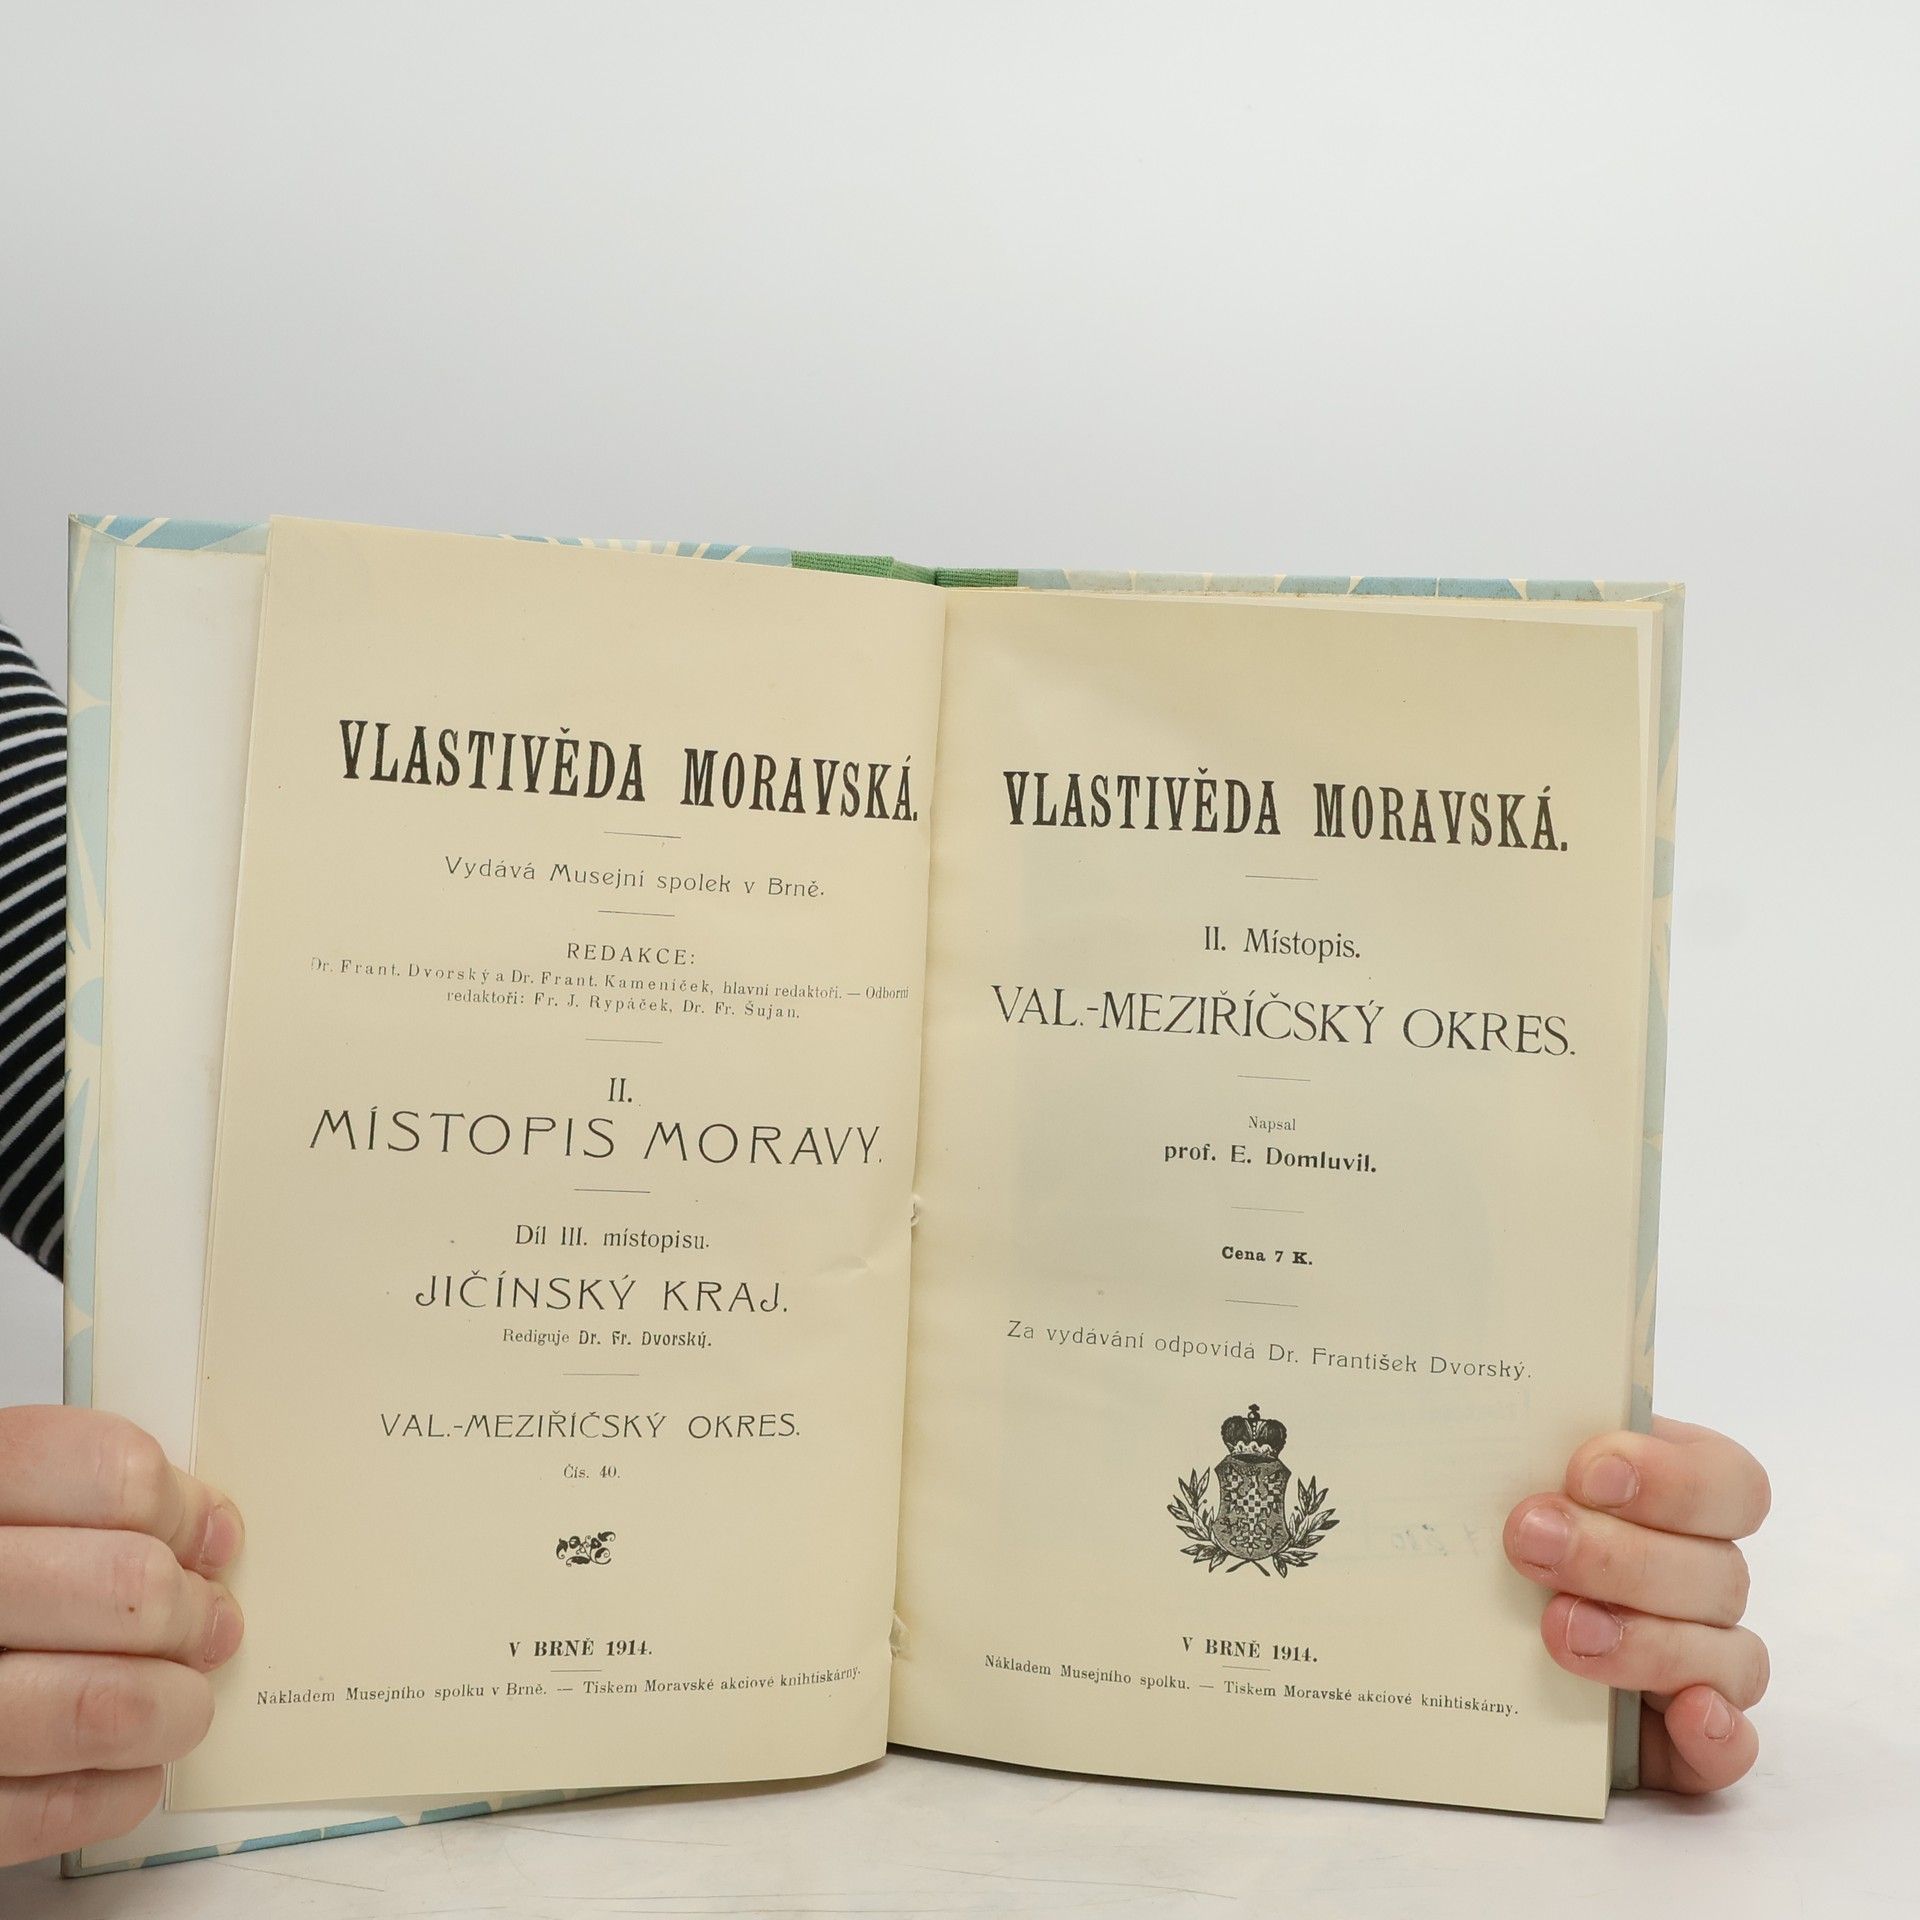 VLASTIVĚDA MORAVSKÁ.
Vydává Musejní spolek v Brně.
REDAKCE:
Dr. Frant. Dvorský a Dr. Frant. Kameníček, hlavní redaktoři. — Odborní
redaktoři: Fr. J. Rypáček, Dr. Fr. Šujan.
II.
MÍSTOPIS MORAVY.
Díl III. místopisu.
JIČÍNSKÝ KRAJ.
Rediguje Dr. Fr. Dvorský.
VAL.-MEZIŘÍČSKÝ OKRES.
Čís. 40.
V BRNĚ 1914.
Nákladem Musejního spolku v Brně. — Tiskem Moravské akciové knihtiskárny.
VLASTIVĚDA MORAVSKÁ.
II. Místopis.
VAL.-MEZIŘÍČSKÝ OKRES.
Napsal
prof. E. Domluvil.
Cena 7 K.
Za vydávání odpovídá Dr. František Dvorský.
V BRNĚ 1914.
Nákladem Musejního spolku. — Tiskem Moravské akciové knihtiskárny.